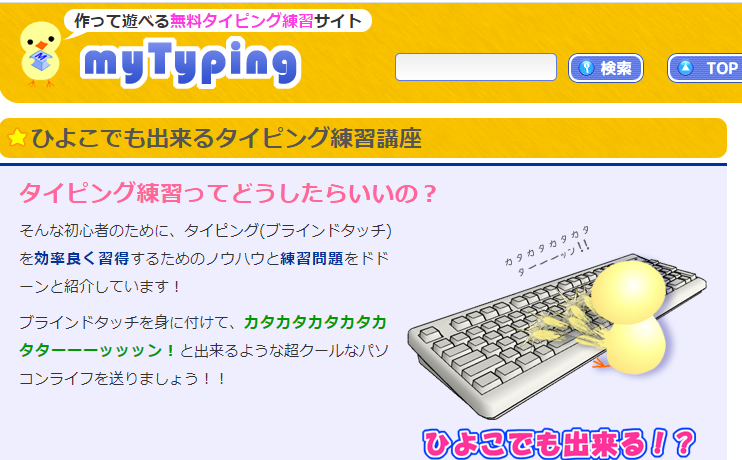 作って遊べる無料タイピング練習サイト
myTyping
検索
TOP
ひよこでも出来るタイピング練習講座
タイピング練習ってどうしたらいいの？
そんな初心者のために、タイピング(ブラインドタッチ)
を効率良く習得するためのノウハウと練習問題をドド
ーンと紹介しています！
ブラインドタッチを身に付けて、カタカタカタカタカ
タターーーッッッン！と出来るような超クールなパソ
コンライフを送りましょう！！
カタカタカタカタカタ
ターーーッン!!
ひよこでも出来る！？